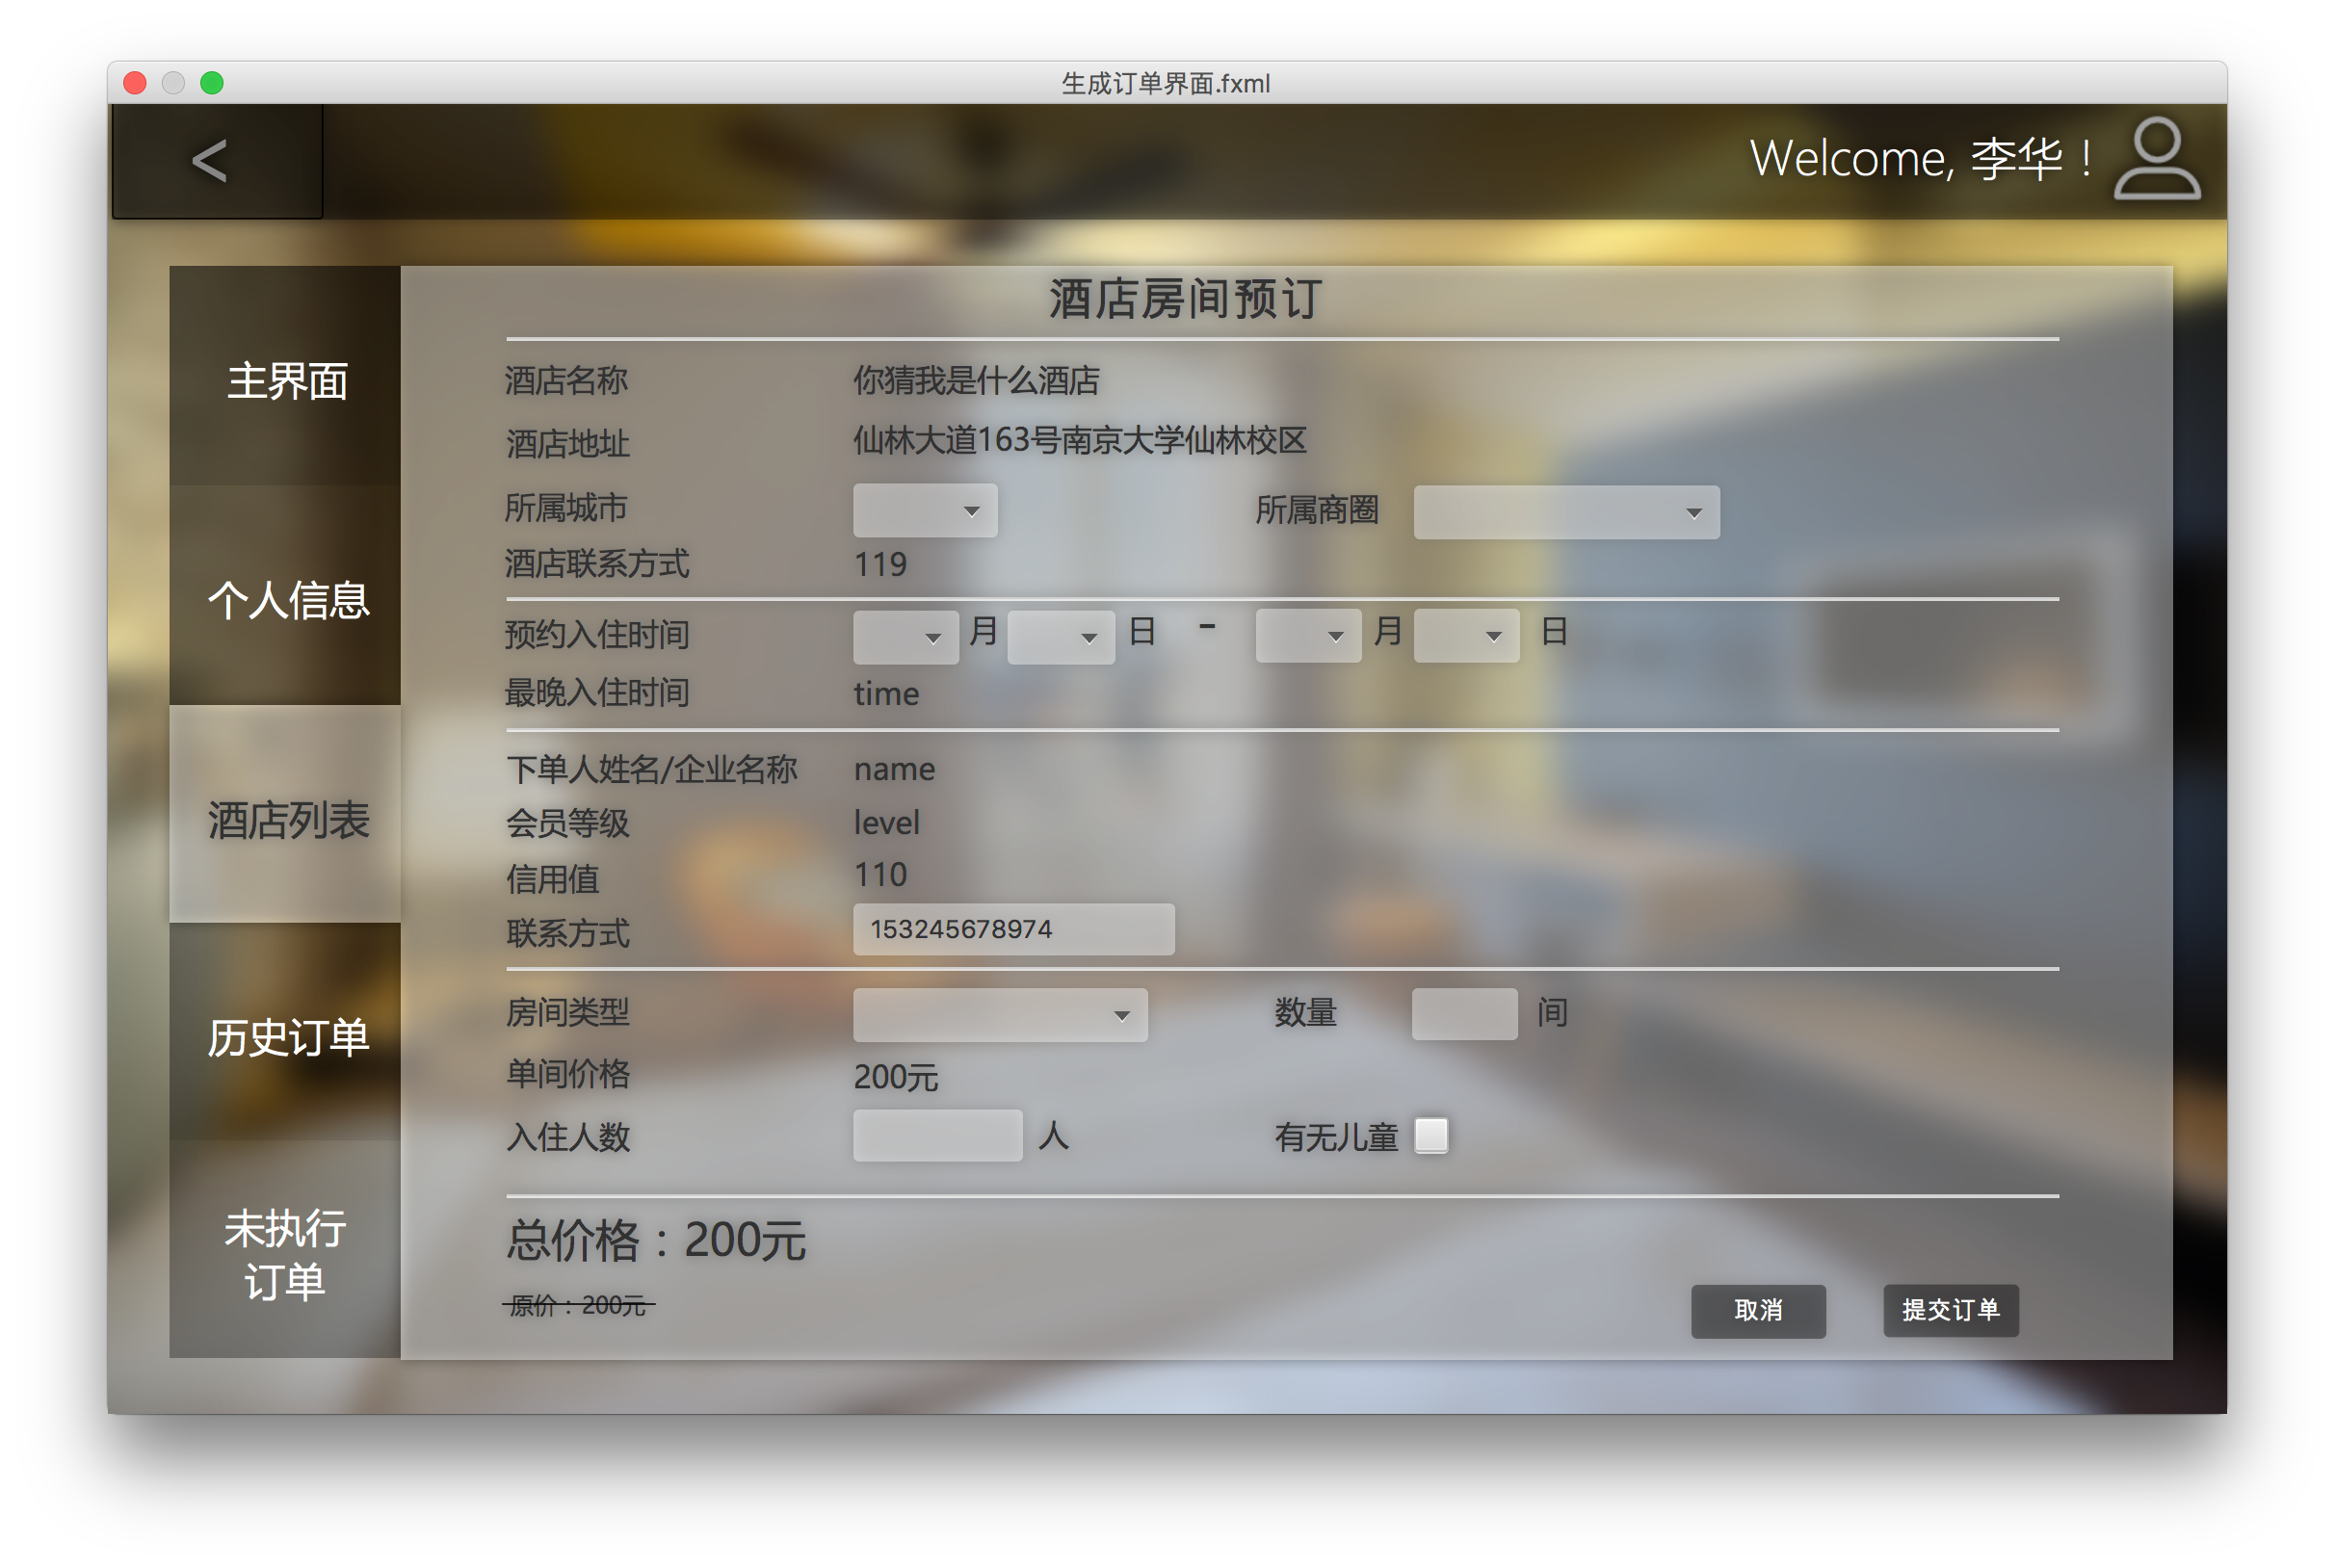 生成订单界面.fxml
<
Welcome, 李华！
主界面
个人信息
酒店列表
历史订单
未执行
订单
酒店房间预订
酒店名称 你猜我是什么酒店
酒店地址 仙林大道163号南京大学仙林校区
所属城市 所属商圈
酒店联系方式 119
预约入住时间 月 日 - 月 日
最晚入住时间 time
下单人姓名/企业名称 name
会员等级 level
信用值 110
联系方式 153245678974
房间类型 数量 间
单间价格 200元
入住人数 人 有无儿童
总价格：200元
原价：200元
取消 提交订单